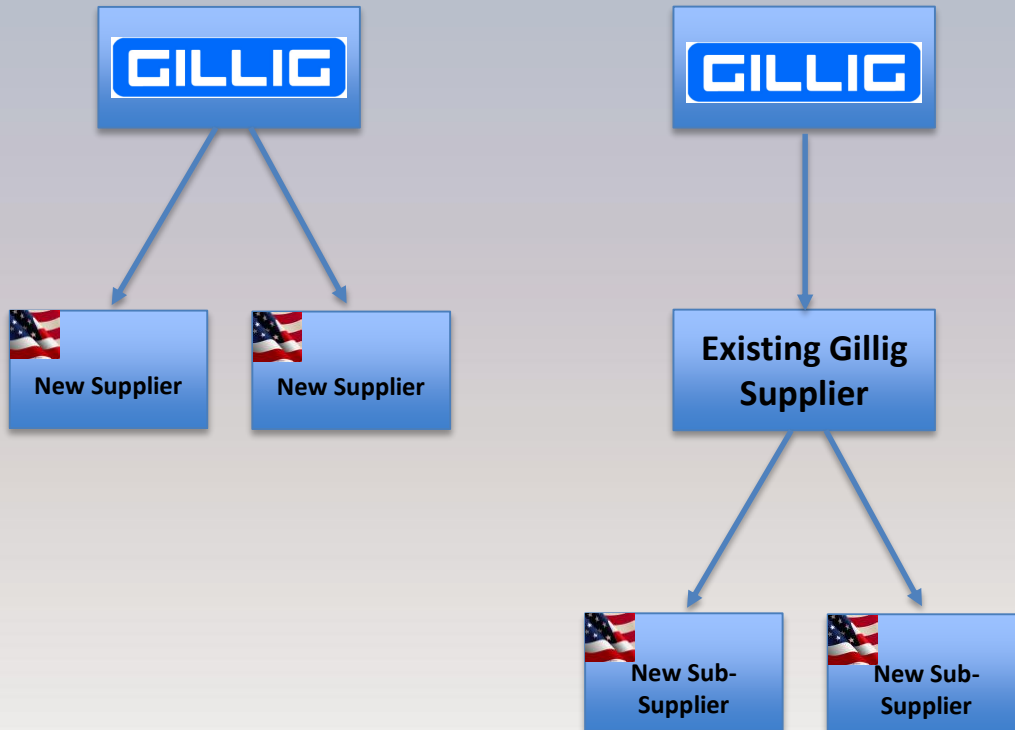 GILLIG
GILLIG
New Supplier
New Supplier
Existing Gillig
Supplier
New Sub-
Supplier
New Sub-
Supplier